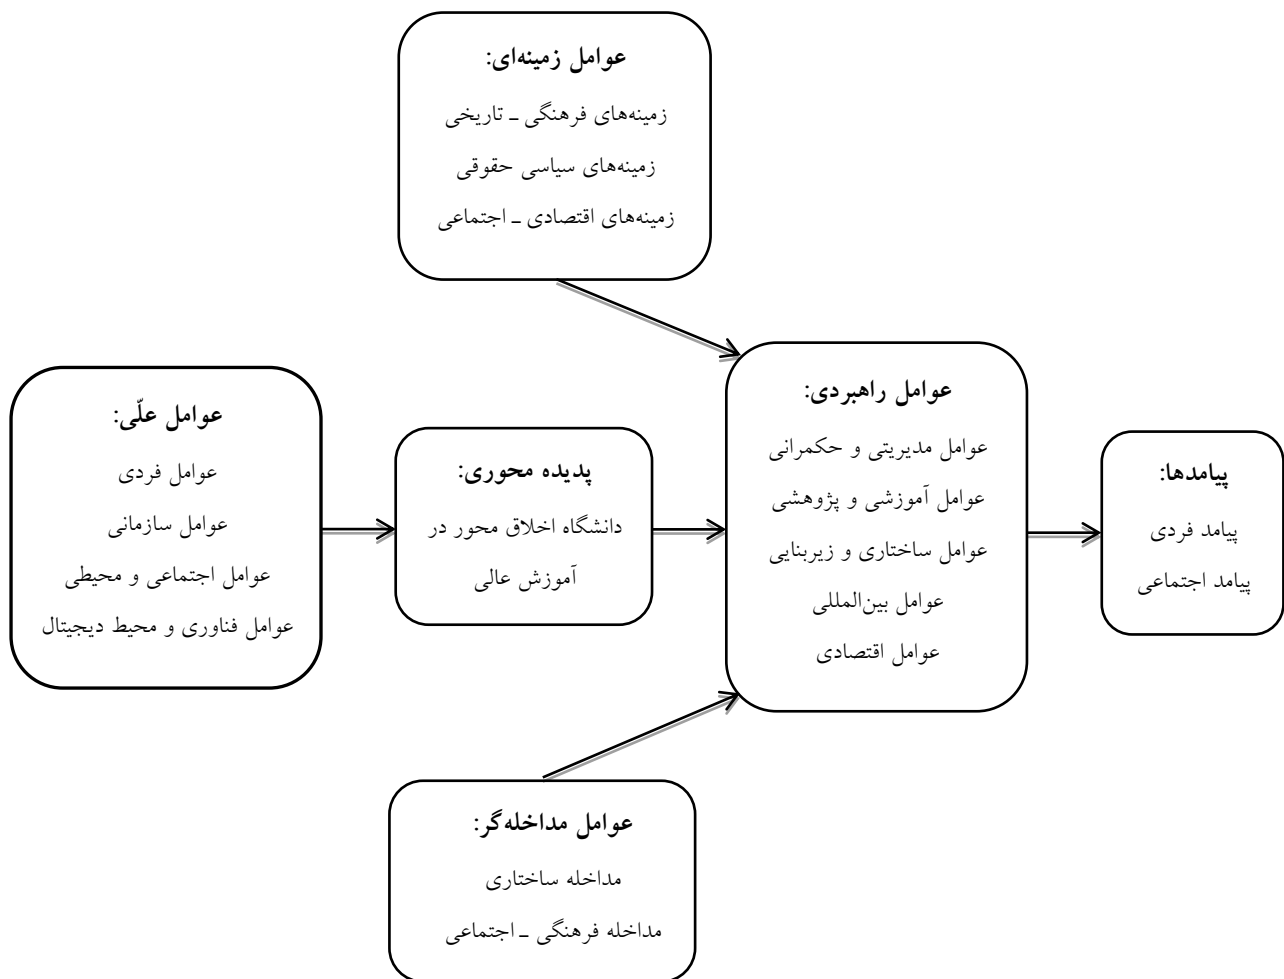 عوامل زمینه‌ای:
زمینه‌های فرهنگی ـ تاریخی
زمینه‌های سیاسی حقوقی
زمینه‌های اقتصادی ـ اجتماعی
عوامل علّی:
عوامل فردی
عوامل سازمانی
عوامل اجتماعی و محیطی
عوامل فناوری و محیط دیجیتال
پدیده محوری:
دانشگاه اخلاق محور در
آموزش عالی
عوامل راهبردی:
عوامل مدیریتی و حکمرانی
عوامل آموزشی و پژوهشی
عوامل ساختاری و زیربنایی
عوامل بین‌المللی
عوامل اقتصادی
پیامدها:
پیامد فردی
پیامد اجتماعی
عوامل مداخله‌گر:
مداخله ساختاری
مداخله فرهنگی ـ اجتماعی